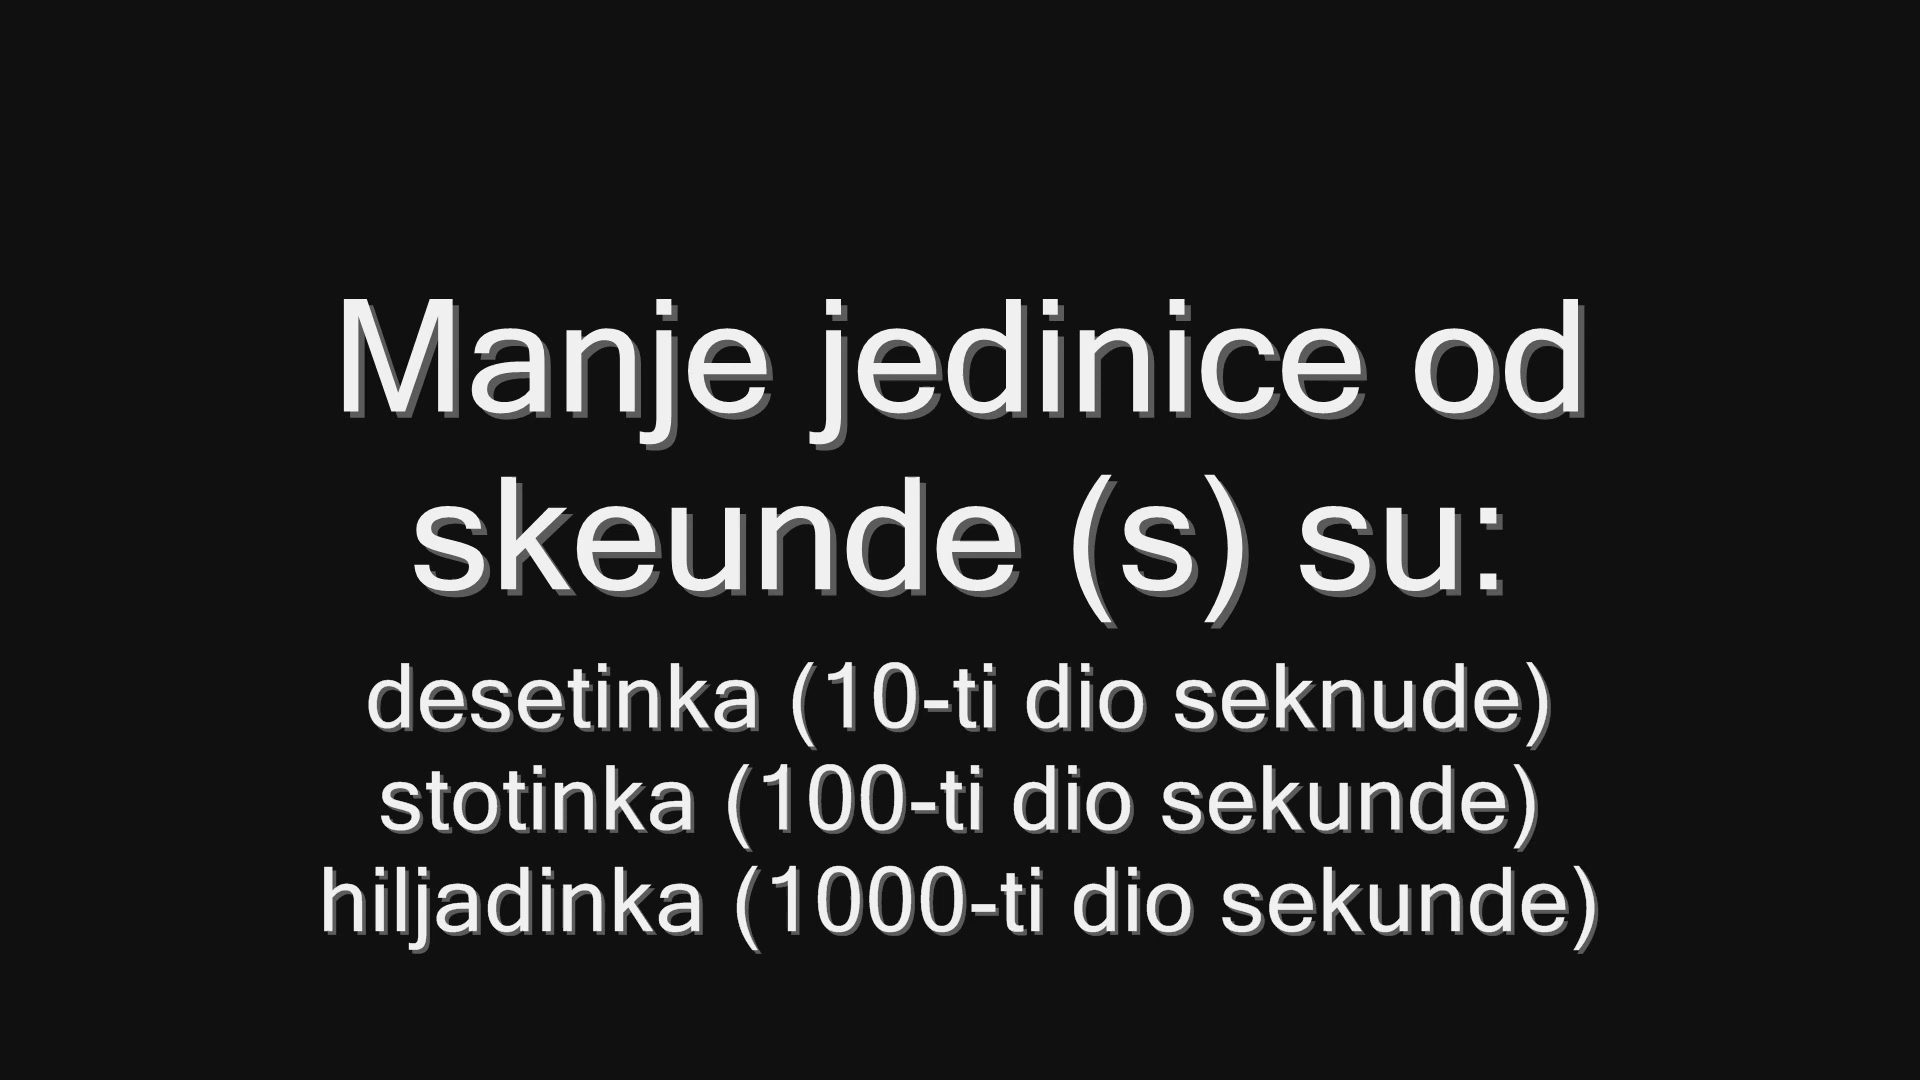 Manje jedinice od
skeunde (s) su:
desetinka (10-ti dio seknude)
stotinka (100-ti dio sekunde)
hiljadinka (1000-ti dio sekunde)